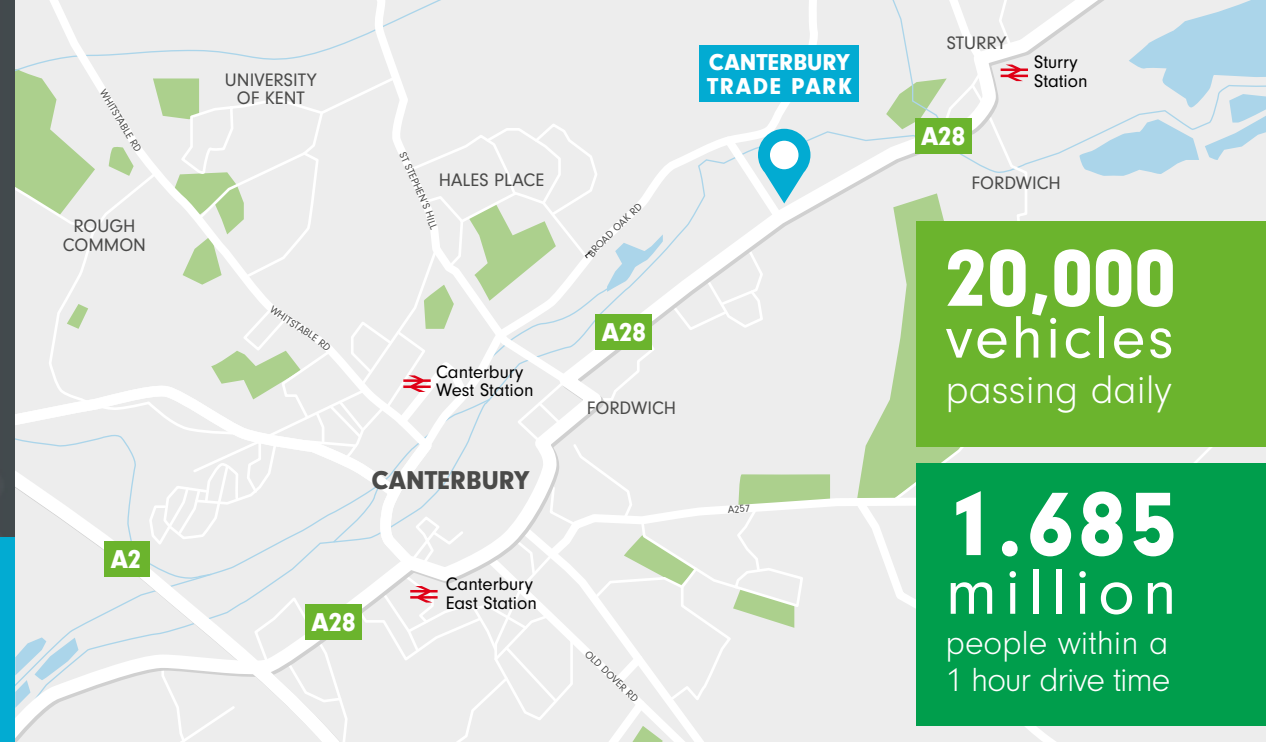 STURRY
Sturry
Station
CANTERBURY
TRADE PARK
UNIVERSITY
OF KENT
WHITSTABLE RD
A28
ST STEPHEN'S HILL
HALES PLACE
FORDWICH
BROAD OAK RD
ROUGH
COMMON
20,000
vehicles
passing daily
WHITSTABLE RD
A28
Canterbury
West Station
FORDWICH
CANTERBURY
A257
1.685
million
people within a
1 hour drive time
A2
Canterbury
East Station
A28
OLD DOVER RD